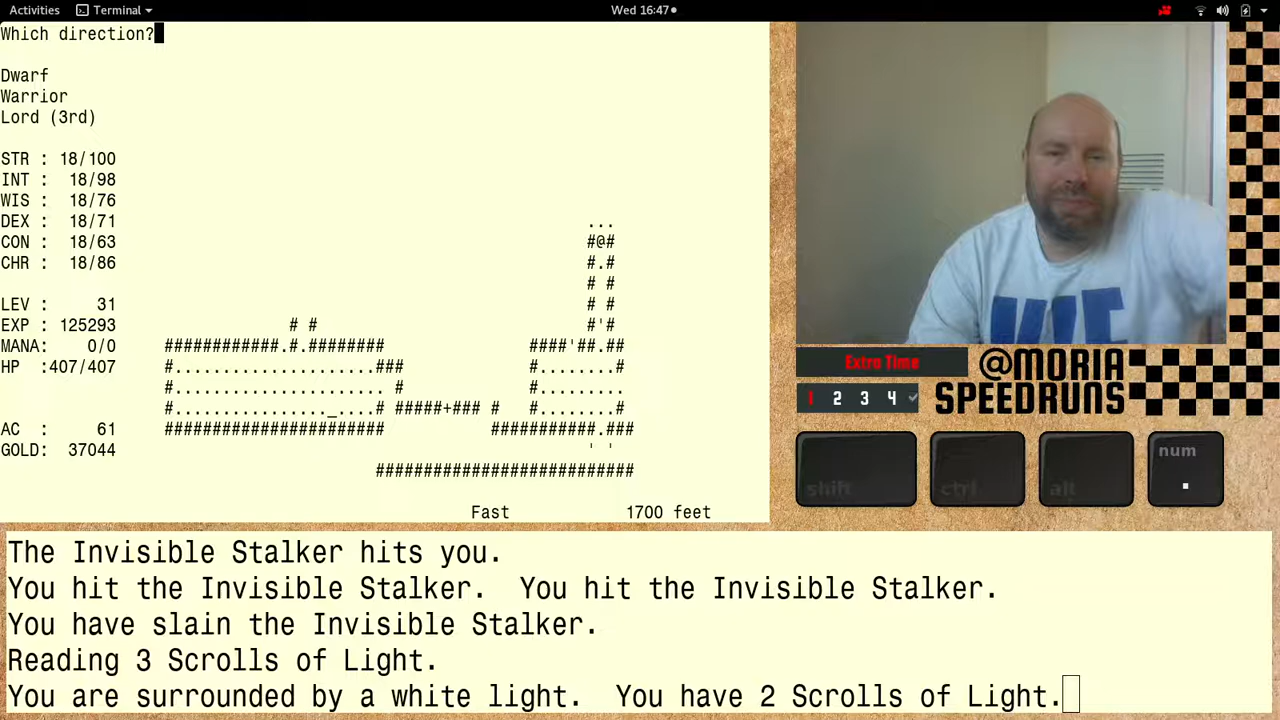 Activities Terminal Wed 16:47
Which direction?
Dwarf
Warrior
Lord (3rd)
STR : 18/100
INT : 18/98
WIS : 18/76
DEX : 18/71
CON : 18/63
CHR : 18/86
LEV : 31
EXP : 125293
MANA: 0/0
HP :407/407
AC : 61
GOLD: 37044
...
#@#
#.#
# #
# #
# # #'#
############.#.######## ####'##.##
#....................### #........#
#..................... # #.........
#................_....# #####+### # #........#
####################### ###########.###
' '
###########################
Fast 1700 feet
Extra Time
1 2 3 4
@MORIA
SPEEDRUNS
shift ctrl alt num
.
The Invisible Stalker hits you.
You hit the Invisible Stalker. You hit the Invisible Stalker.
You have slain the Invisible Stalker.
Reading 3 Scrolls of Light.
You are surrounded by a white light. You have 2 Scrolls of Light.